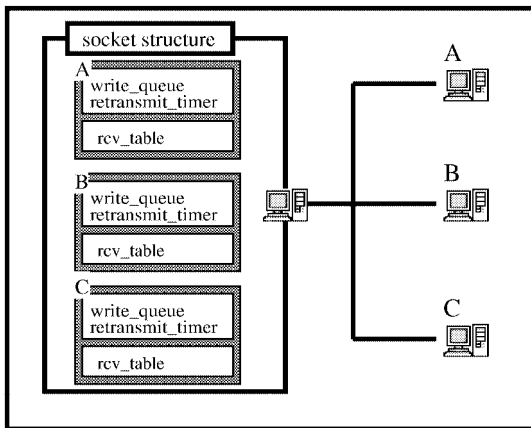 socket structure
A
write_queue
retransmit_timer
rcv_table
B
write_queue
retransmit_timer
rcv_table
C
write_queue
retransmit_timer
rcv_table
A
B
C